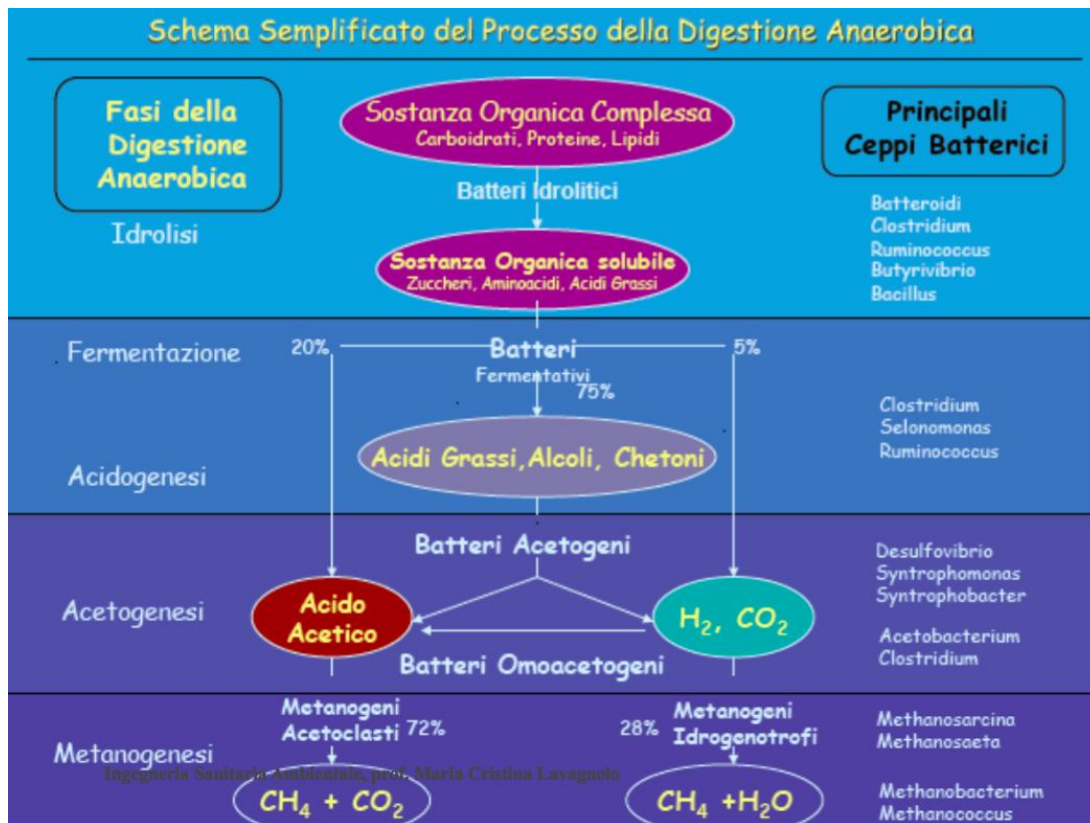 Schema Semplificato del Processo della Digestione Anaerobica
Fasi della
Digestione
Anaerobica
Sostanza Organica Complessa
Carboidrati, Proteine, Lipidi
Principali
Ceppi Batterici
Batteri Idrolitici
Idrolisi
Sostanza Organica solubile
Zuccheri, Aminoacidi, Acidi Grassi
Batteroidi
Clostridium
Ruminococcus
Butyrivibrio
Bacillus
Fermentazione
20%
Batteri
Fermentativi
5%
75%
Acidi Grassi,Alcoli, Chetoni
Acidogenesi
Clostridium
Selonomonas
Ruminococcus
Batteri Acetogeni
Acetogenesi
Acido
Acetico
H₂, CO₂
Batteri Omoacetogeni
Desulfovibrio
Syntrophomonas
Syntrophobacter
Acetobacterium
Clostridium
Metanogenesi
Metanogeni
Acetoclasti
72%
28%
Metanogeni
Idrogenotrofi
Methanosarcina
Methanosaeta
Ingegneria Sanitaria Ambientale, prof. Maria Cristina Lavagnolo
CH₄ + CO₂
CH₄ +H₂O
Methanobacterium
Methanococcus